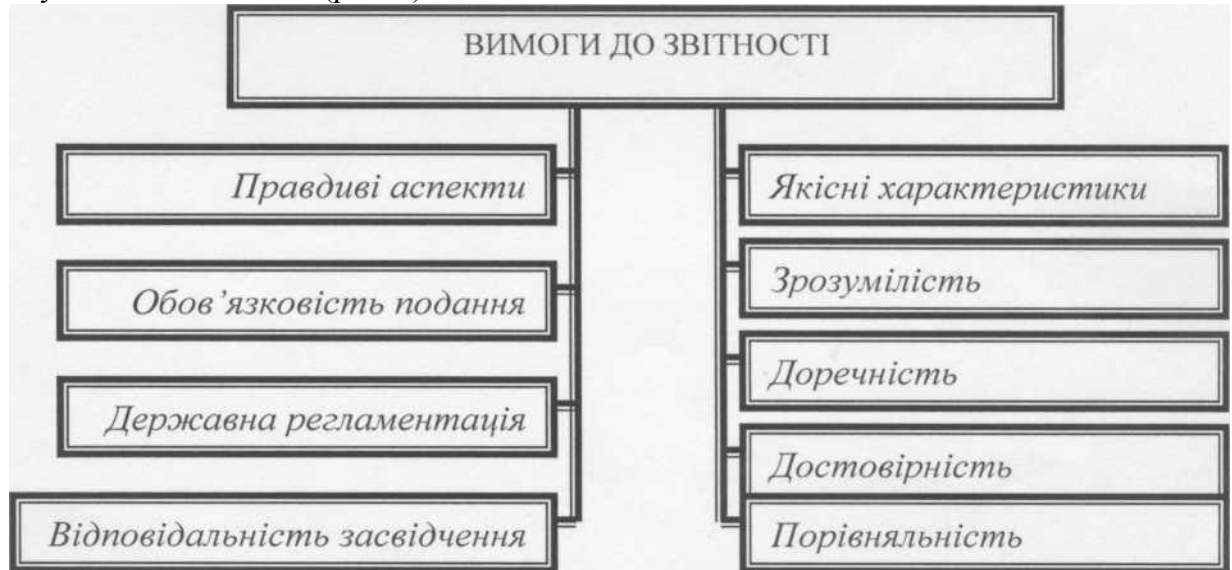 ВИМОГИ ДО ЗВІТНОСТІ
Правдиві аспекти
Обов’язковість подання
Державна регламентація
Відповідальність засвідчення
Якісні характеристики
Зрозумілість
Доречність
Достовірність
Порівняльність